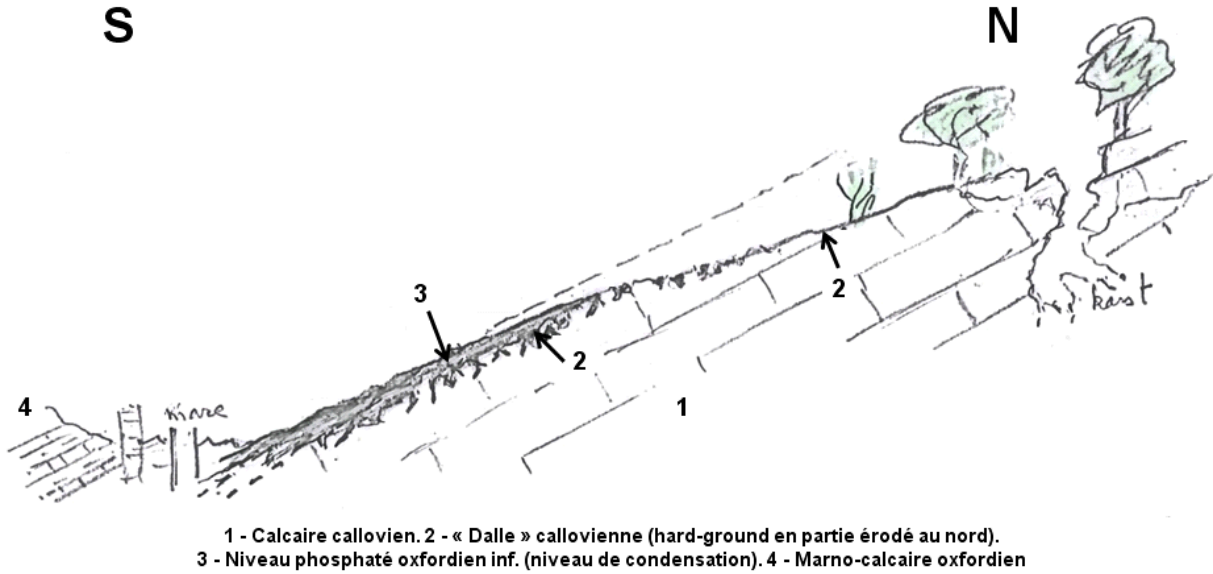 S N
3
2
2
karst
4
mare
1
1 - Calcaire callovien. 2 - « Dalle » callovienne (hard-ground en partie érodé au nord).
3 - Niveau phosphaté oxfordien inf. (niveau de condensation). 4 - Marno-calcaire oxfordien